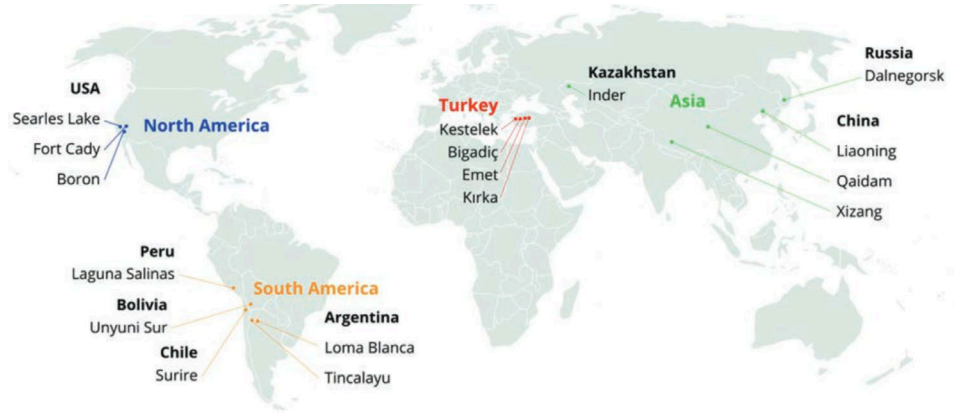 USA
Searles Lake
Fort Cady
Boron
North America
Peru
Laguna Salinas
Bolivia
Unyuni Sur
Chile
Surire
South America
Argentina
Loma Blanca
Tincalayu
Turkey
Kestelek
Bigadiç
Emet
Kırka
Kazakhstan
Inder
Asia
Russia
Dalnegorsk
China
Liaoning
Qaidam
Xizang